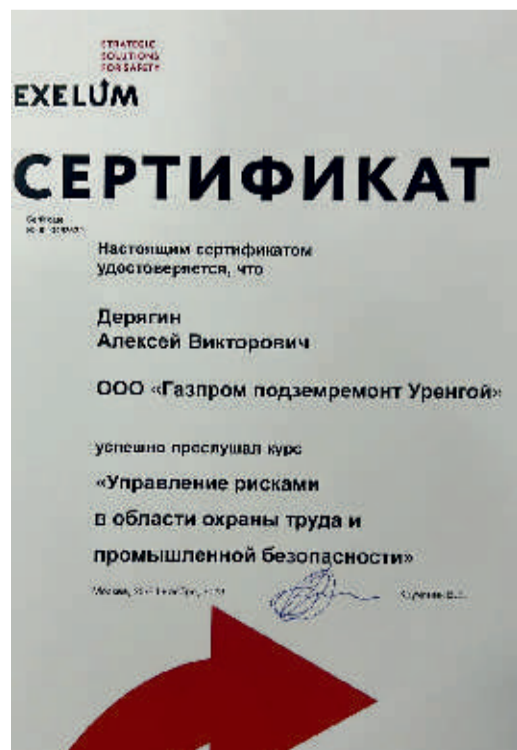 STRATEGIC
SOLUTIONS
FOR SAFETY
EXELUM
СЕРТИФИКАТ
Настоящим сертификатом
удостоверяется, что
Дерягин
Алексей Викторович
ООО «Газпром подземремонт Уренгой»
успешно прослушал курс
«Управление рисками
в области охраны труда и
промышленной безопасности»
Москва,